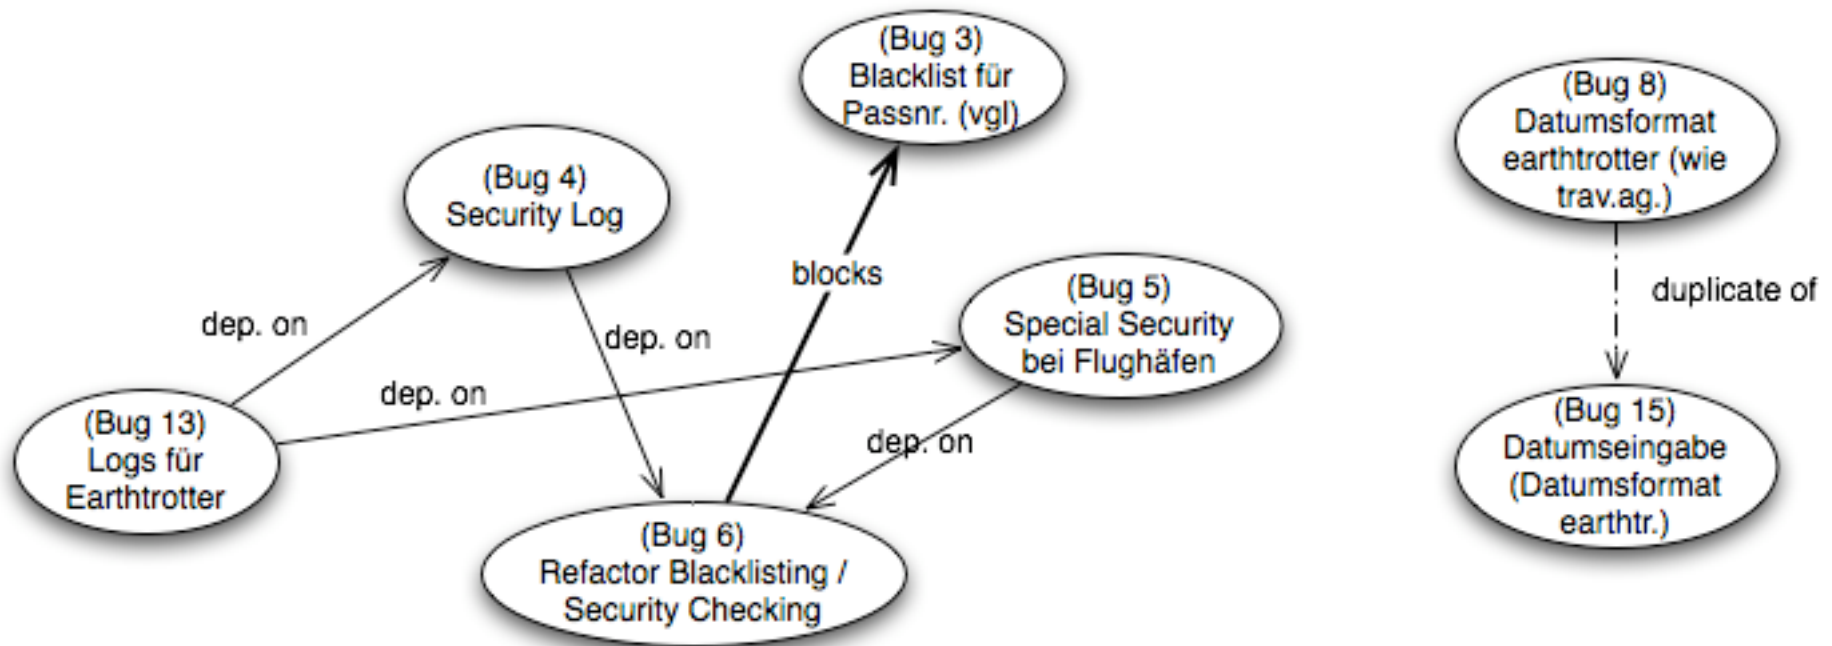 (Bug 3)
Blacklist für
Passnr. (vgl)
(Bug 8)
Datumsformat
earthtrotter (wie
trav.ag.)
(Bug 4)
Security Log
blocks
(Bug 5)
Special Security
bei Flughäfen
duplicate of
dep. on
dep. on
dep. on
dep. on
(Bug 13)
Logs für
Earthtrotter
(Bug 15)
Datumseingabe
(Datumsformat
earthtr.)
(Bug 6)
Refactor Blacklisting /
Security Checking